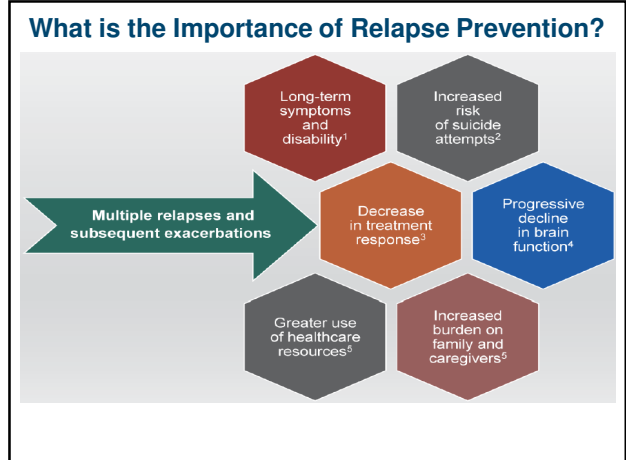 What is the Importance of Relapse Prevention?
Long-term
symptoms
and
disability¹
Increased
risk
of suicide
attempts²
Multiple relapses and
subsequent exacerbations
Decrease
in treatment
response³
Progressive
decline
in brain
function⁴
Greater use
of healthcare
resources⁵
Increased
burden on
family and
caregivers⁵